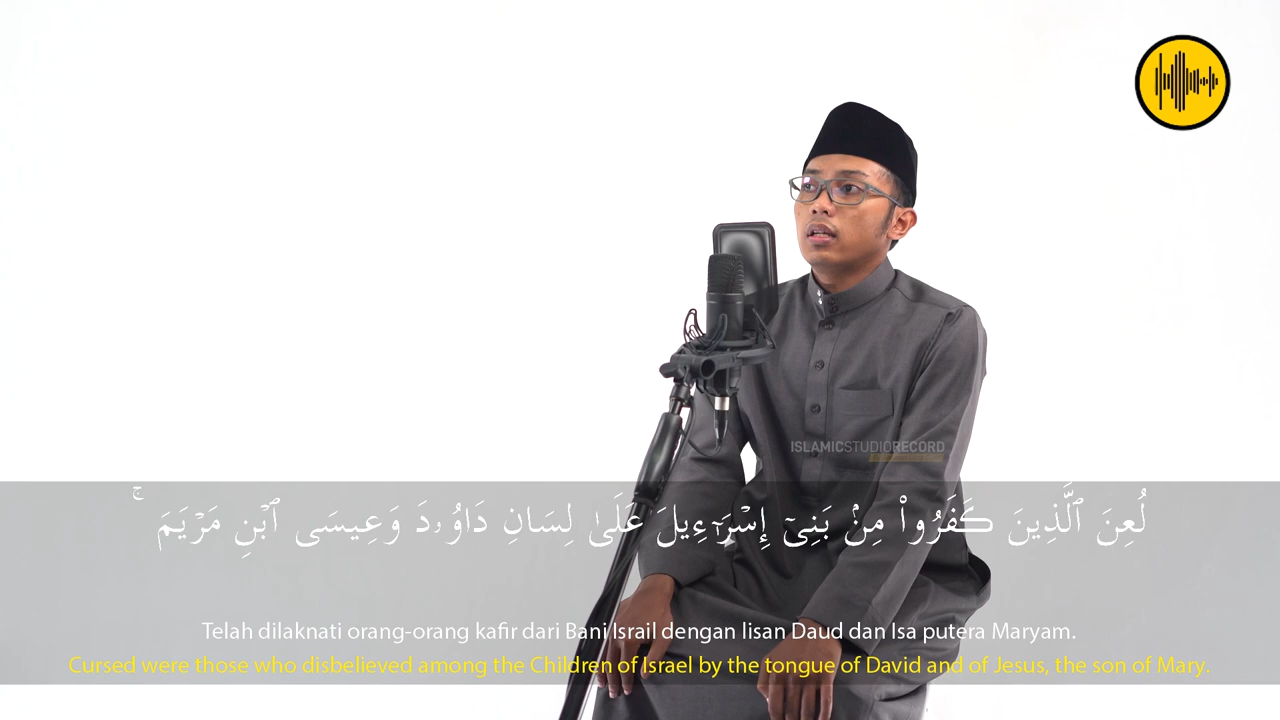 ISLAMICSTUDIORECORD
لُعِنَ ٱلَّذِينَ كَفَرُوا۟ مِنۢ بَنِىٓ إِسْرَٰٓءِيلَ عَلَىٰ لِسَانِ دَاوُۥدَ وَعِيسَى ٱبْنِ مَرْيَمَ ۚ
Telah dilaknati orang-orang kafir dari Bani Israil dengan lisan Daud dan Isa putera Maryam.
Cursed were those who disbelieved among the Children of Israel by the tongue of David and of Jesus, the son of Mary.